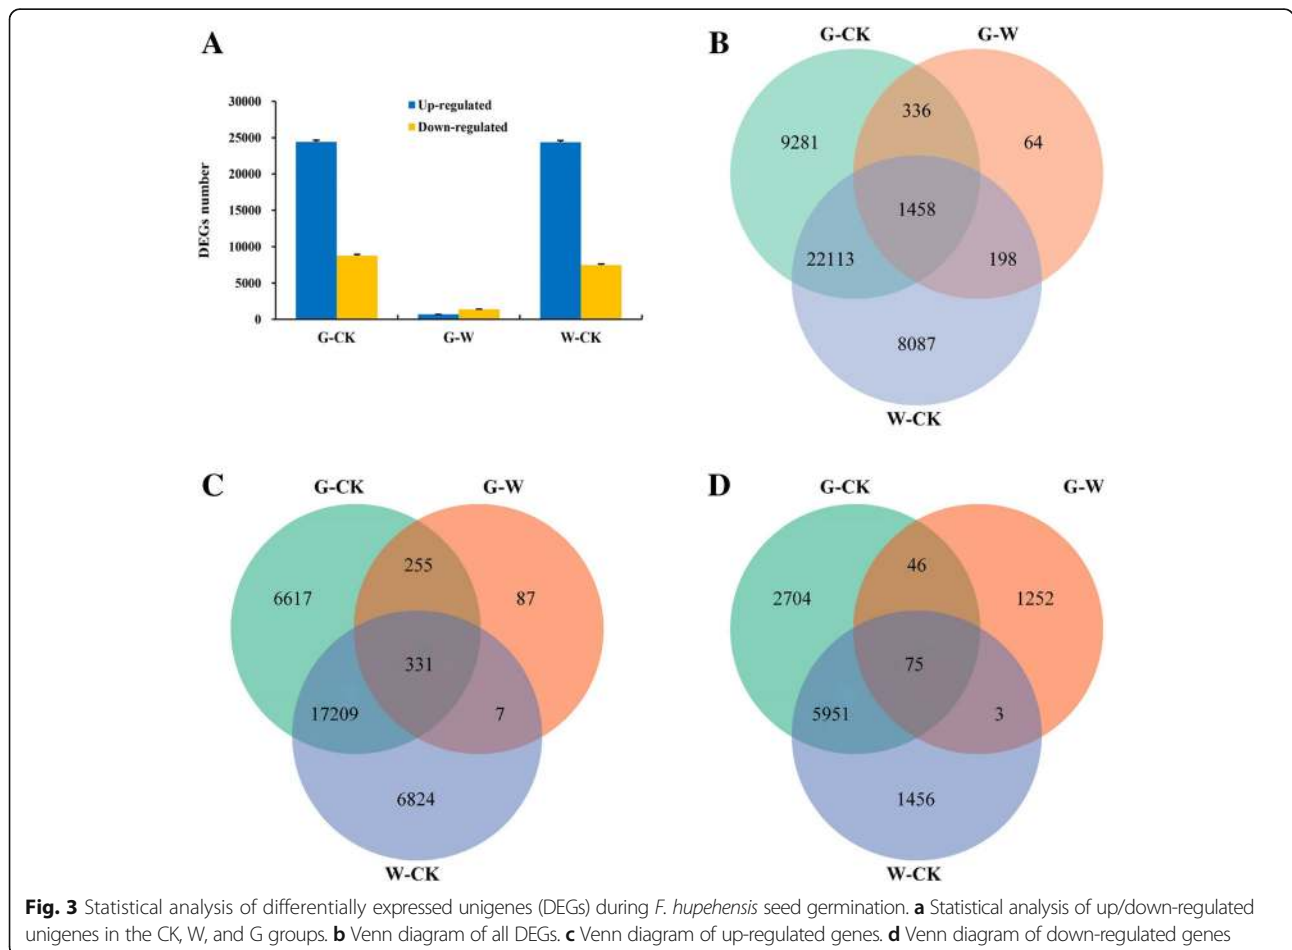 A
30000
25000
20000
15000
10000
5000
0
DEGs number
Up-regulated
Down-regulated
G-CK G-W W-CK
B
G-CK G-W
336
9281 64
1458
22113 198
8087
W-CK
C
G-CK G-W
255
6617 87
331
17209 7
6824
W-CK
D
G-CK G-W
46
2704 1252
75
5951 3
1456
W-CK
Fig. 3 Statistical analysis of differentially expressed unigenes (DEGs) during F. hupehensis seed germination. a Statistical analysis of up/down-regulated
unigenes in the CK, W, and G groups. b Venn diagram of all DEGs. c Venn diagram of up-regulated genes. d Venn diagram of down-regulated genes